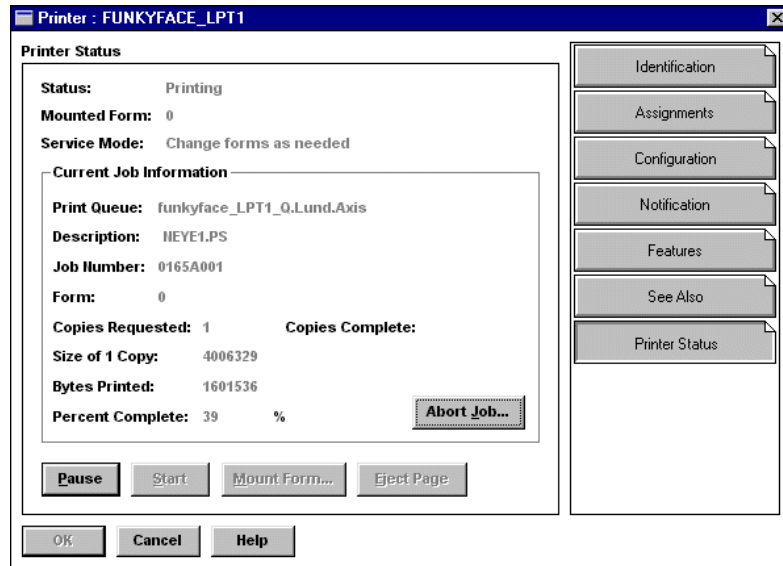 Printer : FUNKYFACE_LPT1
Printer Status
Status: Printing
Mounted Form: 0
Service Mode: Change forms as needed
Current Job Information
Print Queue: funkyface_LPT1_Q.Lund.Axis
Description: NEYE1.PS
Job Number: 0165A001
Form: 0
Copies Requested: 1 Copies Complete:
Size of 1 Copy: 4006329
Bytes Printed: 1601536
Percent Complete: 39 %
Abort Job...
Pause Start Mount Form... Eject Page
OK Cancel Help
Identification
Assignments
Configuration
Notification
Features
See Also
Printer Status